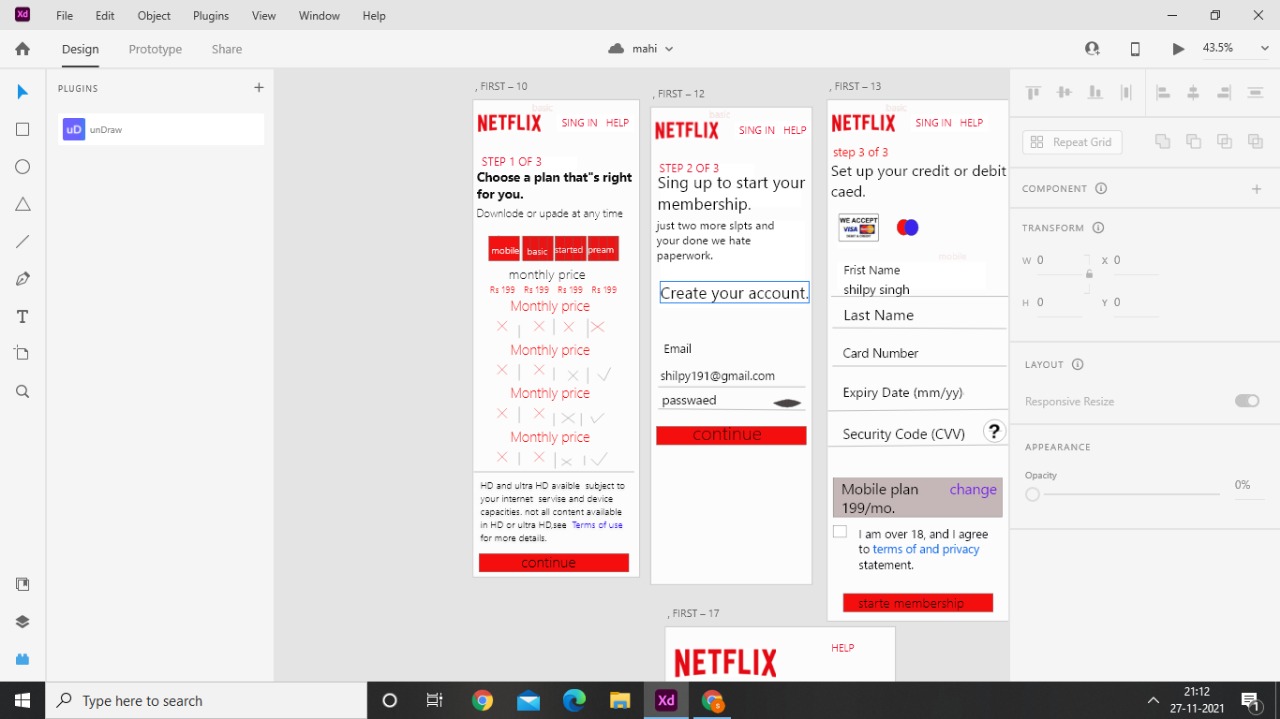 Xd File Edit Object Plugins View Window Help
Design Prototype Share mahi 43.5%
PLUGINS
uD unDraw
, FIRST – 10
basic
NETFLIX SING IN HELP
STEP 1 OF 3
Choose a plan that"s right
for you.
Downlode or upade at any time
mobile basic started pream
monthly price
Rs 199 Rs 199 Rs 199 Rs 199
Monthly price
Monthly price
Monthly price
Monthly price
HD and ultra HD avaible subject to
your internet servise and device
capacities. not all content available
in HD or ultra HD,see Terms of use
for more details.
continue
, FIRST – 12
basic
NETFLIX SING IN HELP
STEP 2 OF 3
Sing up to start your
membership.
just two more slpts and
your done we hate
paperwork.
Create your account.
Email
shilpy191@gmail.com
passwaed
continue
, FIRST – 13
basic
NETFLIX SING IN HELP
step 3 of 3
Set up your credit or debit
caed.
WE ACCEPT
VISA
mobile
Frist Name
shilpy singh
Last Name
Card Number
Expiry Date (mm/yy)
Security Code (CVV) ?
Mobile plan change
199/mo.
I am over 18, and I agree
to terms of and privacy
statement.
starte membership
, FIRST – 17
NETFLIX HELP
Repeat Grid
COMPONENT
TRANSFORM
W 0 X 0
H 0 Y 0
LAYOUT
Responsive Resize
APPEARANCE
Opacity
0%
Type here to search
Xd
21:12
27-11-2021
1